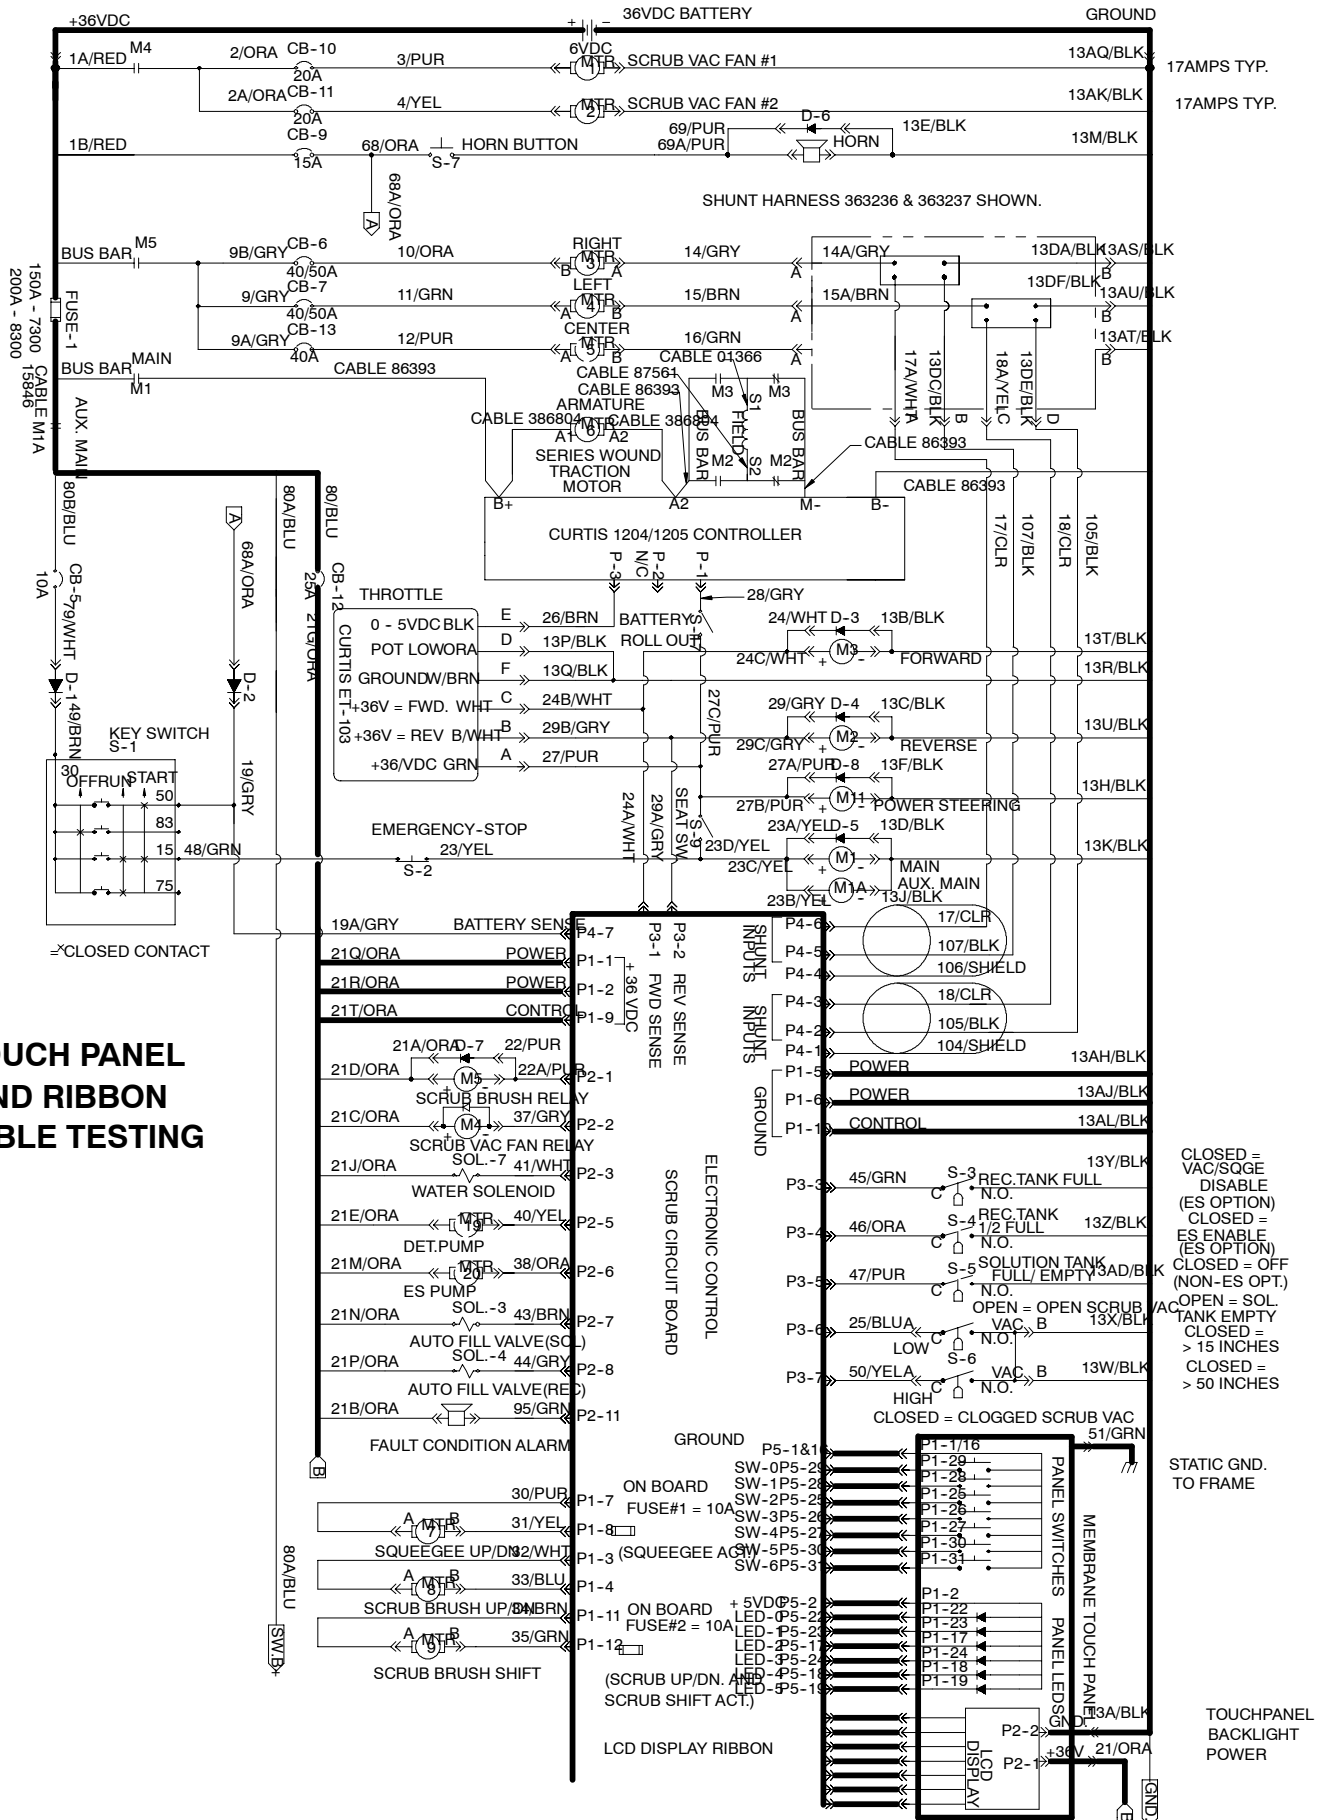 +36VDC
36VDC BATTERY
GROUND
+ −
1A/RED M4 2/ORA CB-10 20A 3/PUR 6VDC MTR 1 SCRUB VAC FAN #1 13AQ/BLK 17AMPS TYP.
2A/ORA CB-11 20A 4/YEL MTR 2 SCRUB VAC FAN #2 13AK/BLK 17AMPS TYP.
1B/RED CB-9 15A 68/ORA S-7 HORN BUTTON 69/PUR 69A/PUR D-6 HORN 13E/BLK 13M/BLK
68A/ORA
A
SHUNT HARNESS 363236 & 363237 SHOWN.
BUS BAR M5 9B/GRY CB-6 40/50A 10/ORA RIGHT B MTR 3 A 14/GRY A 14A/GRY 13DA/BLK 13AS/BLK B
9/GRY CB-7 40/50A 11/GRN LEFT A MTR 4 B 15/BRN A 15A/BRN 13DF/BLK 13AU/BLK B
9A/GRY CB-13 40A 12/PUR CENTER A MTR 5 B 16/GRN A 13AT/BLK B
FUSE-1
150A - 7300
200A - 8300
CABLE M1A
15846
AUX. MAIN
BUS BAR MAIN M1 CABLE 86393
CABLE 01366
CABLE 87561
CABLE 86393
M3 M3
S1
BUS BAR FIELD BUS BAR
S2
M2 M2
CABLE 386804 ARMATURE CABLE 386804
A1 MTR 6 A2
SERIES WOUND
TRACTION
MOTOR
CABLE 86393
CABLE 86393
17A/WHT A 13DC/BLK B 18A/YEL C 13DE/BLK D
17/CLR 107/BLK 18/CLR 105/BLK
B+ A2 M- B-
CURTIS 1204/1205 CONTROLLER
P-3 P-2 N/C P-1
80B/BLU
80A/BLU
80/BLU
A
68A/ORA
CB-5 10A
79/WHT
D-1
49/BRN
D-2
19/GRY
CB-12 25A
21G/ORA
THROTTLE
CURTIS ET-103
0 - 5VDC BLK E 26/BRN
POT LOW ORA D 13P/BLK
GROUND W/BRN F 13Q/BLK
+36V = FWD. WHT C 24B/WHT
+36V = REV B/WHT B 29B/GRY
+36/VDC GRN A 27/PUR
28/GRY
BATTERY
ROLL OUT
S-17
27C/PUR
24A/WHT
29A/GRY
SEAT SW.
S-9
24/WHT D-3 13B/BLK
24C/WHT + M3 - FORWARD
13T/BLK
13R/BLK
29/GRY D-4 13C/BLK
29C/GRY + M2 - REVERSE
13U/BLK
27A/PUR D-8 13F/BLK
27B/PUR + M11 - POWER STEERING
13H/BLK
23A/YEL D-5 13D/BLK
23D/YEL
23C/YEL + M1 - MAIN
13K/BLK
M1A AUX. MAIN
23B/YEL 13J/BLK
KEY SWITCH
S-1
30
OFF RUN START
50
83
15
75
48/GRN
= X CLOSED CONTACT
EMERGENCY-STOP
S-2
23/YEL
OUCH PANEL
ND RIBBON
BLE TESTING
19A/GRY BATTERY SENSE P4-7
21Q/ORA POWER P1-1
21R/ORA POWER P1-2
21T/ORA CONTROL P1-9
+ 36 VDC
P3-1 FWD SENSE
P3-2 REV SENSE
21A/ORA D-7 22/PUR
21D/ORA + M5 - 22A/PUR P2-1
SCRUB BRUSH RELAY
21C/ORA + M4 - 37/GRY P2-2
SCRUB VAC FAN RELAY
21J/ORA SOL.-7 41/WHT P2-3
WATER SOLENOID
21E/ORA MTR 19 40/YEL P2-5
DET.PUMP
21M/ORA MTR 20 38/ORA P2-6
ES PUMP
21N/ORA SOL.-3 43/BRN P2-7
AUTO FILL VALVE(SOL)
21P/ORA SOL.-4 44/GRY P2-8
AUTO FILL VALVE(REC)
21B/ORA 95/GRN P2-11
FAULT CONDITION ALARM
B
ELECTRONIC CONTROL
SCRUB CIRCUIT BOARD
SHUNT INPUTS
P4-6 17/CLR
P4-5 107/BLK
P4-4 106/SHIELD
SHUNT INPUTS
P4-3 18/CLR
P4-2 105/BLK
P4-1 104/SHIELD
GROUND
P1-5 POWER 13AH/BLK
P1-6 POWER 13AJ/BLK
P1-10 CONTROL 13AL/BLK
P3-3 45/GRN C S-3 REC.TANK FULL N.O. 13Y/BLK
P3-4 46/ORA C S-4 REC.TANK 1/2 FULL N.O. 13Z/BLK
P3-5 47/PUR C S-5 SOLUTION TANK FULL/ EMPTY N.O. 13AD/BLK
OPEN = OPEN SCRUB VAC
P3-6 25/BLU A LOW C VAC N.O. B 13X/BLK
P3-7 50/YEL A HIGH C S-6 VAC N.O. B 13W/BLK
CLOSED = CLOGGED SCRUB VAC
CLOSED =
VAC/SQGE
DISABLE
(ES OPTION)
CLOSED =
ES ENABLE
(ES OPTION)
CLOSED = OFF
(NON-ES OPT.)
OPEN = SOL.
TANK EMPTY
CLOSED =
> 15 INCHES
CLOSED =
> 50 INCHES
30/PUR P1-7
A MTR 7 B 31/YEL P1-8
SQUEEGEE UP/DN 32/WHT P1-3
A MTR 8 B 33/BLU P1-4
SCRUB BRUSH UP/DN 34/BRN P1-11
A MTR 9 B 35/GRN P1-12
SCRUB BRUSH SHIFT
80A/BLU
SW.B+
ON BOARD
FUSE#1 = 10A
(SQUEEGEE ACT.)
ON BOARD
FUSE#2 = 10A
(SCRUB UP/DN. AND
SCRUB SHIFT ACT.)
LCD DISPLAY RIBBON
GROUND P5-1&16 P1-1/16
SW-0 P5-29 P1-29
SW-1 P5-28 P1-28
SW-2 P5-25 P1-25
SW-3 P5-26 P1-26
SW-4 P5-27 P1-27
SW-5 P5-30 P1-30
SW-6 P5-31 P1-31
+ 5VDC P5-2 P1-2
LED-0 P5-22 P1-22
LED-1 P5-23 P1-23
LED-2 P5-17 P1-17
LED-3 P5-24 P1-24
LED-4 P5-18 P1-18
LED-5 P5-19 P1-19
PANEL SWITCHES
PANEL LEDS
MEMBRANE TOUCH PANEL
51/GRN
STATIC GND.
TO FRAME
LCD
DISPLAY
P2-2 GND. 13A/BLK
P2-1 +36V 21/ORA
TOUCHPANEL
BACKLIGHT
POWER
GND
B